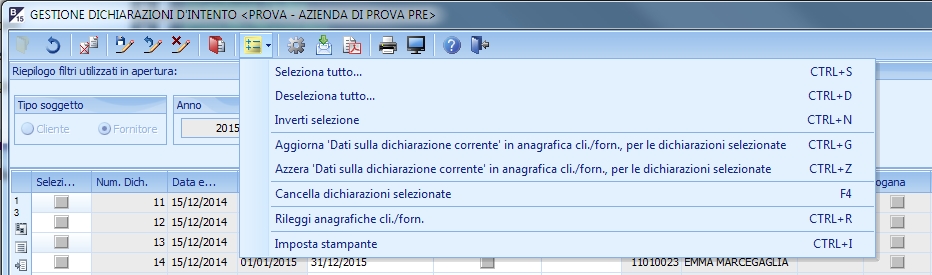 GESTIONE DICHIARAZIONI D'INTENTO <PROVA - AZIENDA DI PROVA PRE>
Riepilogo filtri utilizzati in apertura:
Tipo soggetto
Cliente Fornitore
Anno
2015
Seleziona tutto... CTRL+S
Deseleziona tutto... CTRL+D
Inverti selezione CTRL+N
Aggiorna 'Dati sulla dichiarazione corrente' in anagrafica cli./forn., per le dichiarazioni selezionate CTRL+G
Azzera 'Dati sulla dichiarazione corrente' in anagrafica cli./forn., per le dichiarazioni selezionate CTRL+Z
Cancella dichiarazioni selezionate F4
Rileggi anagrafiche cli./forn. CTRL+R
Imposta stampante CTRL+I
Selezi... Num. Dich. Data e... ogana
1
3
11 15/12/2014
12 15/12/2014
13 15/12/2014
14 15/12/2014 01/01/2015 31/12/2015 11010023 EMMA MARCEGAGLIA